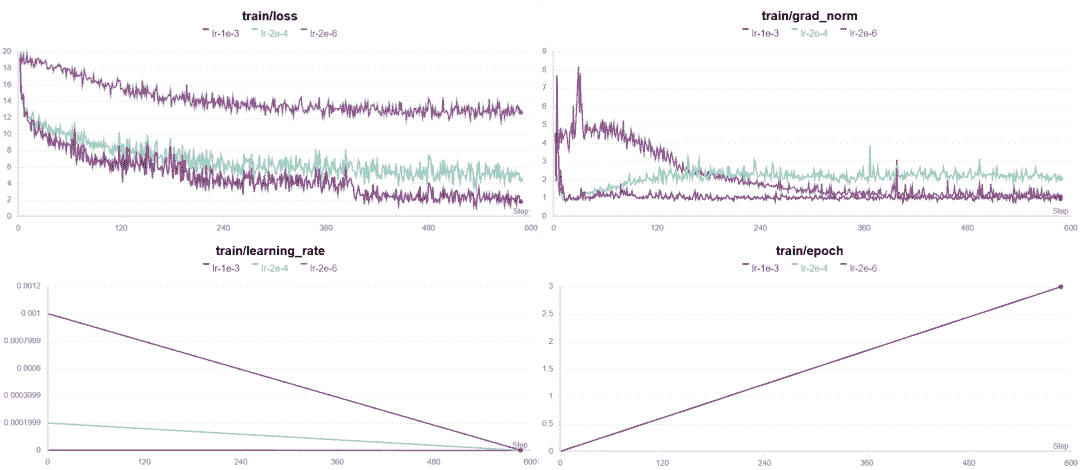 train/loss
lr-1e-3 lr-2e-4 lr-2e-6
20
18
16
14
12
10
8
6
4
2
0
Step
0 120 240 360 480 600
train/grad_norm
lr-1e-3 lr-2e-4 lr-2e-6
9
8
7
6
5
4
3
2
1
0
Step
0 120 240 360 480 600
train/learning_rate
lr-1e-3 lr-2e-4 lr-2e-6
0.0012
0.001
0.0007999
0.0006
0.0003999
0.0001999
0
Step
0 120 240 360 480 600
train/epoch
lr-1e-3 lr-2e-4 lr-2e-6
3
2.5
2
1.5
1
0.5
0
Step
0 120 240 360 480 600